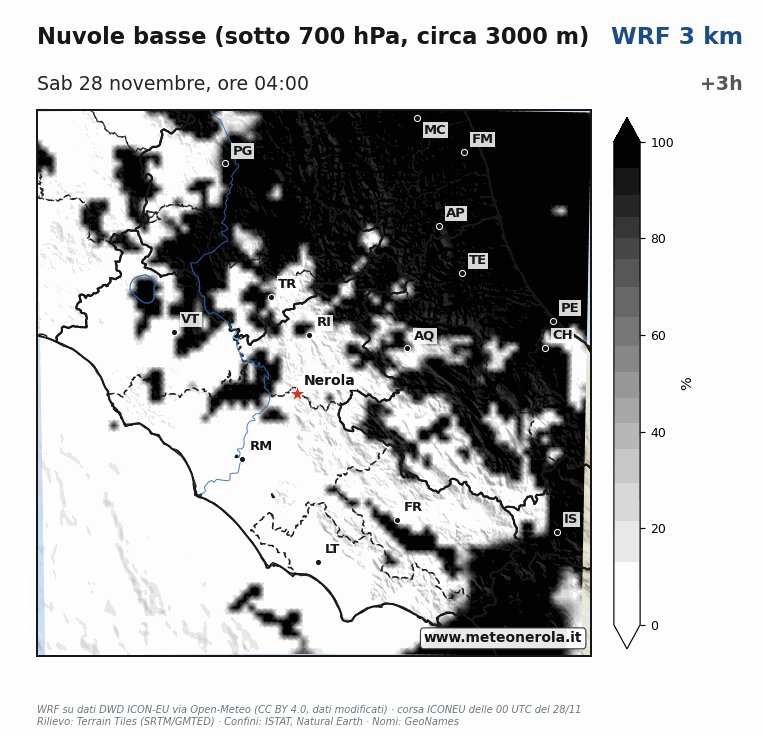 Nuvole basse (sotto 700 hPa, circa 3000 m) WRF 3 km
Sab 28 novembre, ore 04:00 +3h
MC
FM
PG
AP
TE
TR
PE
VT
RI
AQ
CH
Nerola
RM
FR
IS
LT
www.meteonerola.it
100
80
60
40
20
0
%
WRF su dati DWD ICON-EU via Open-Meteo (CC BY 4.0, dati modificati) · corsa ICONEU delle 00 UTC del 28/11
Rilievo: Terrain Tiles (SRTM/GMTED) · Confini: ISTAT, Natural Earth · Nomi: GeoNames